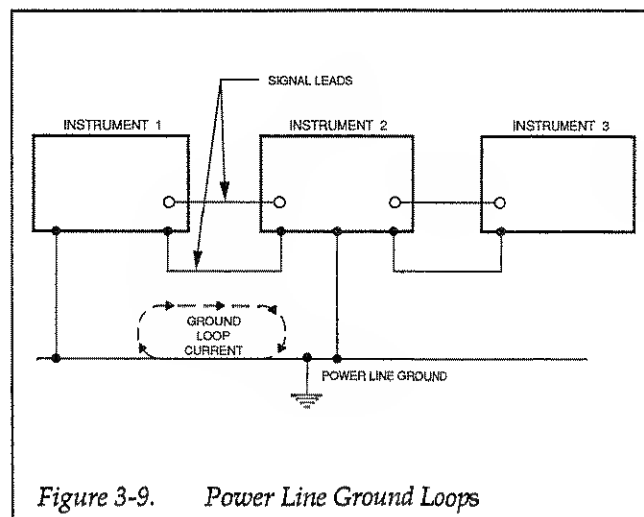 SIGNAL LEADS
INSTRUMENT 1
INSTRUMENT 2
INSTRUMENT 3
GROUND
LOOP
CURRENT
POWER LINE GROUND
Figure 3-9. Power Line Ground Loops